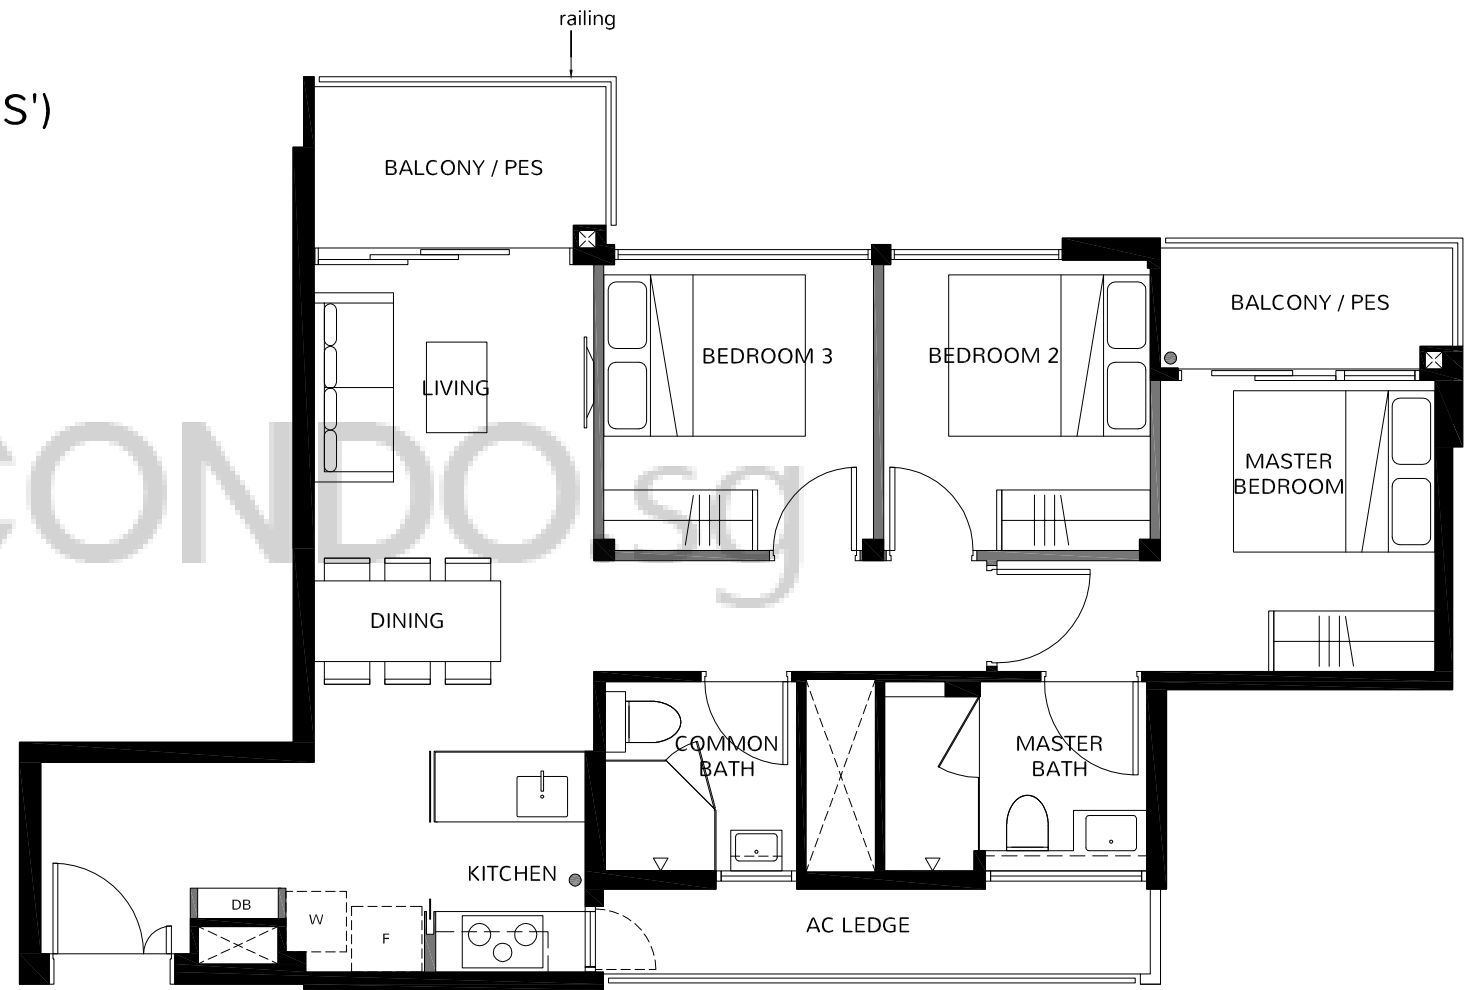 railing
S')
BALCONY / PES
BALCONY / PES
BEDROOM 3
BEDROOM 2
LIVING
MASTER
BEDROOM
CONDO.sg
DINING
COMMON
BATH
MASTER
BATH
KITCHEN
DB
W
F
AC LEDGE